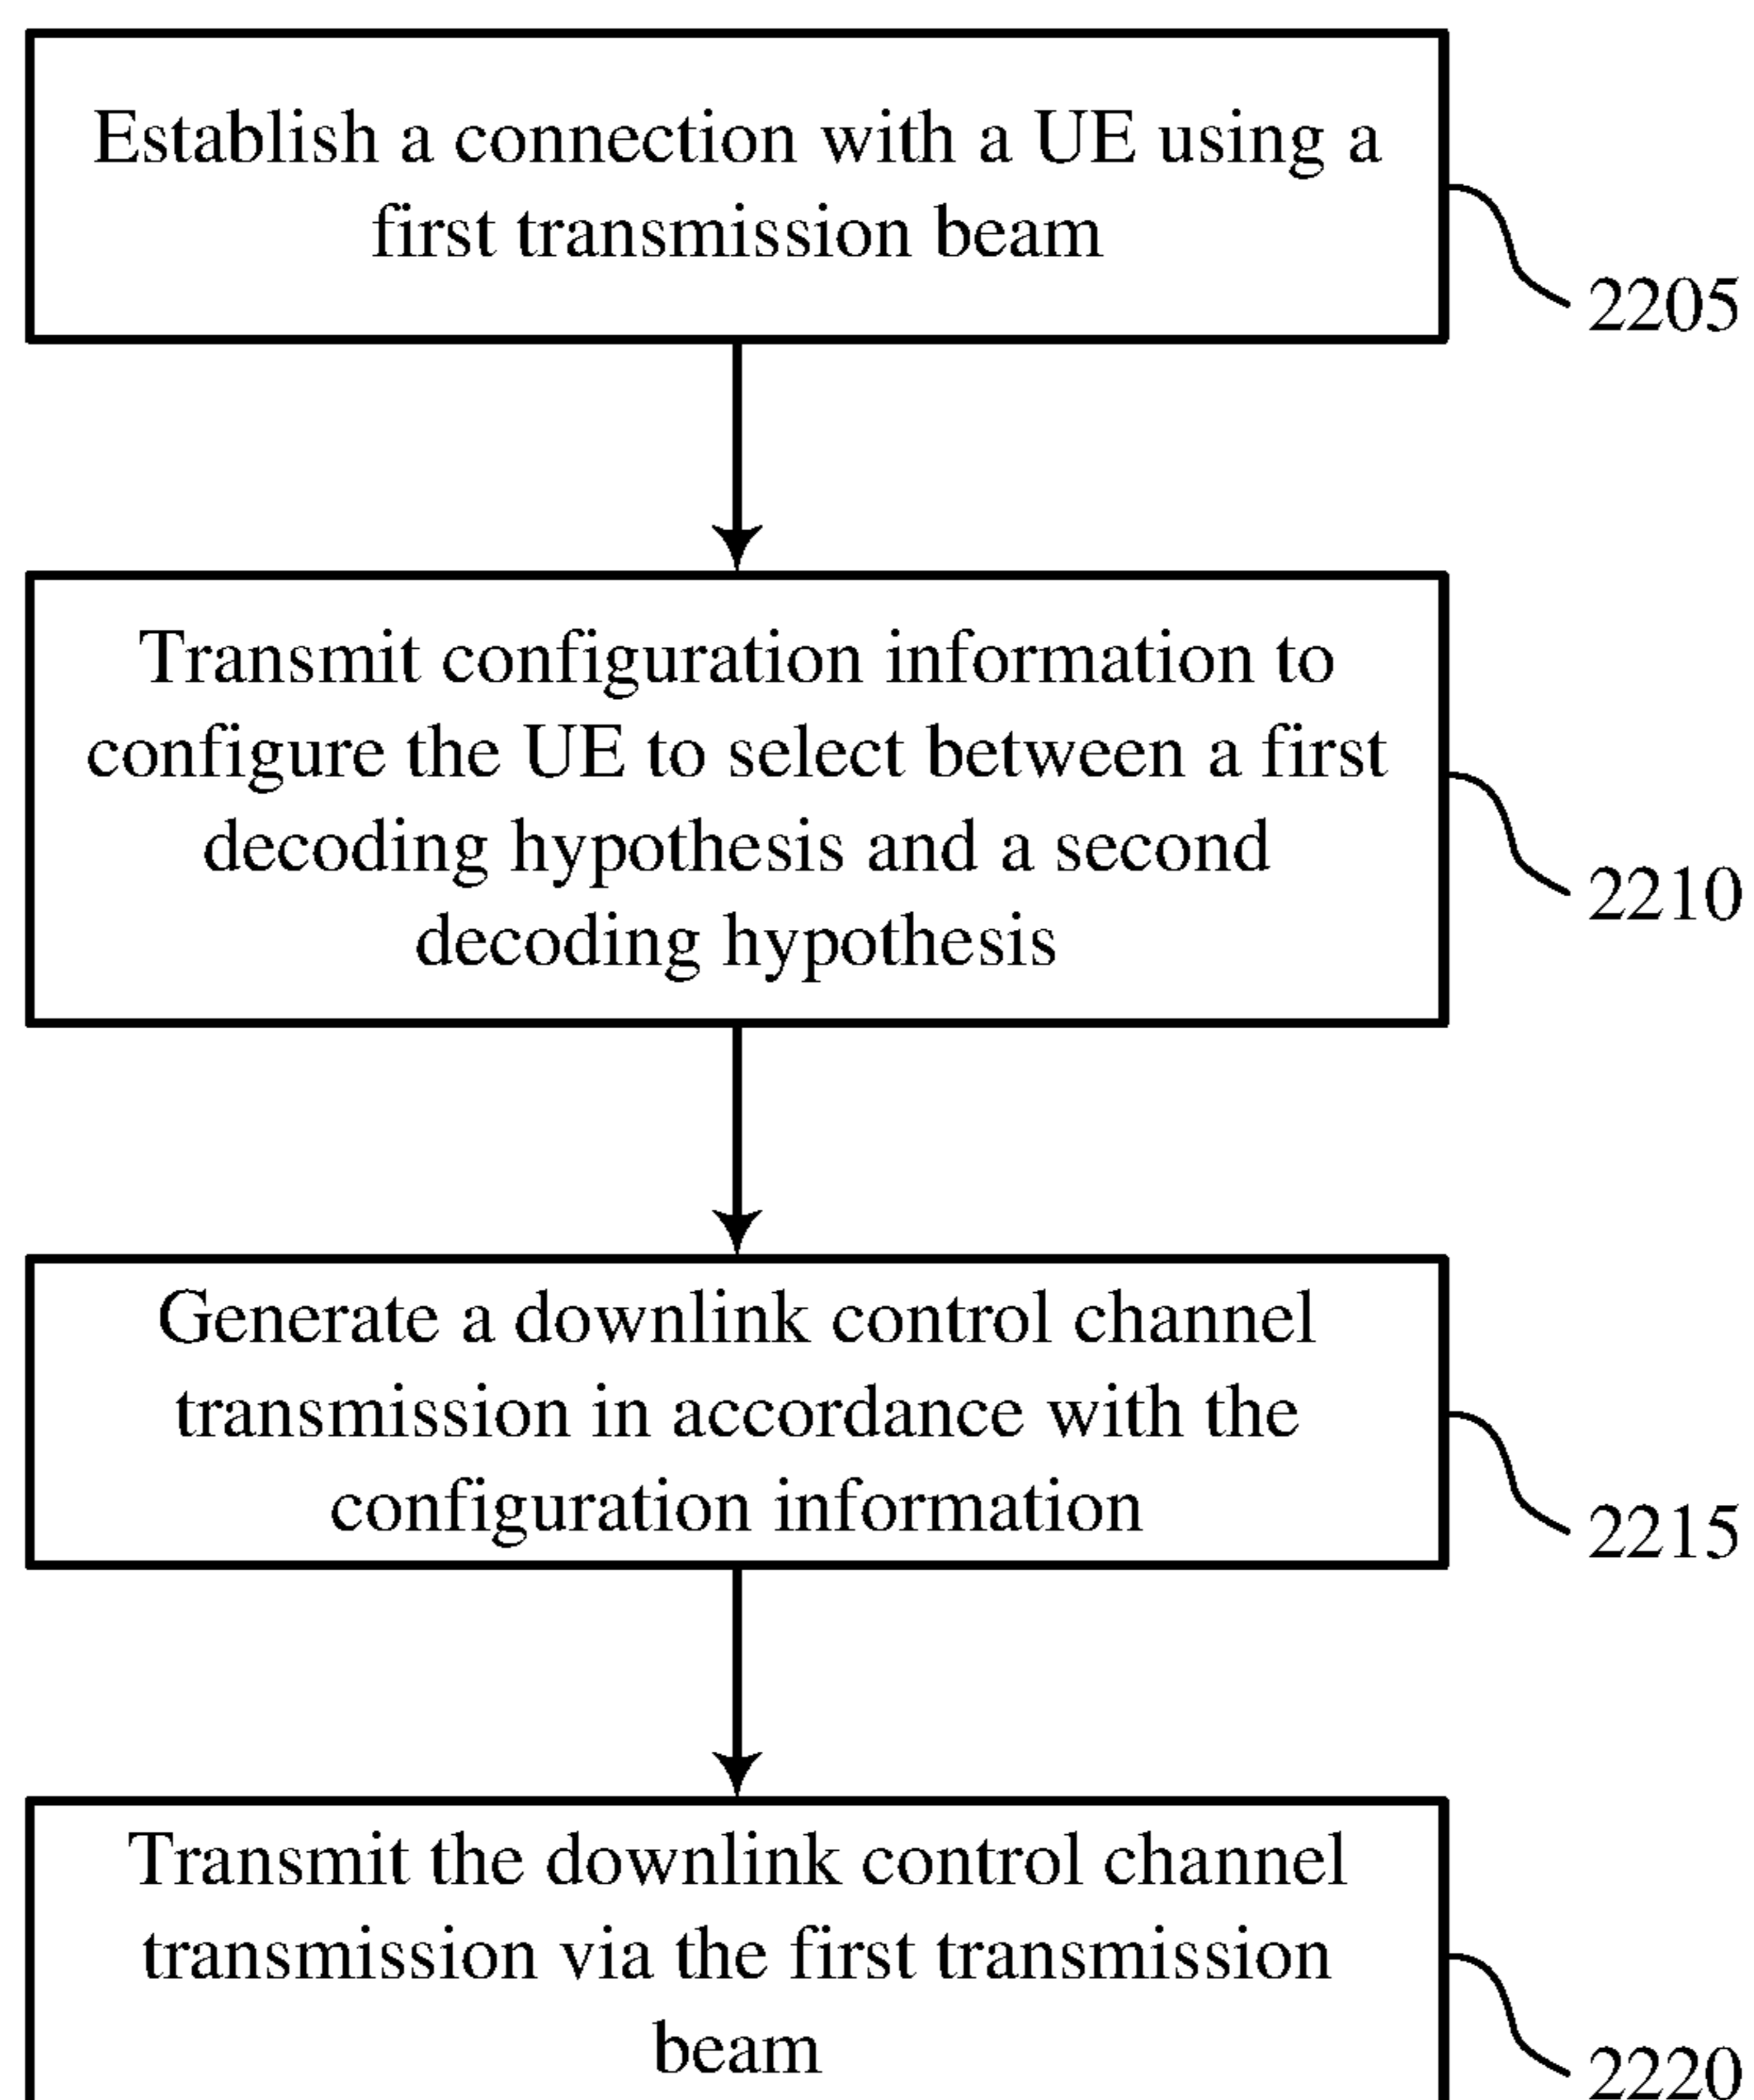 Establish a connection with a UE using a
first transmission beam
2205
Transmit configuration information to
configure the UE to select between a first
decoding hypothesis and a second
decoding hypothesis
2210
Generate a downlink control channel
transmission in accordance with the
configuration information
2215
Transmit the downlink control channel
transmission via the first transmission
beam
2220